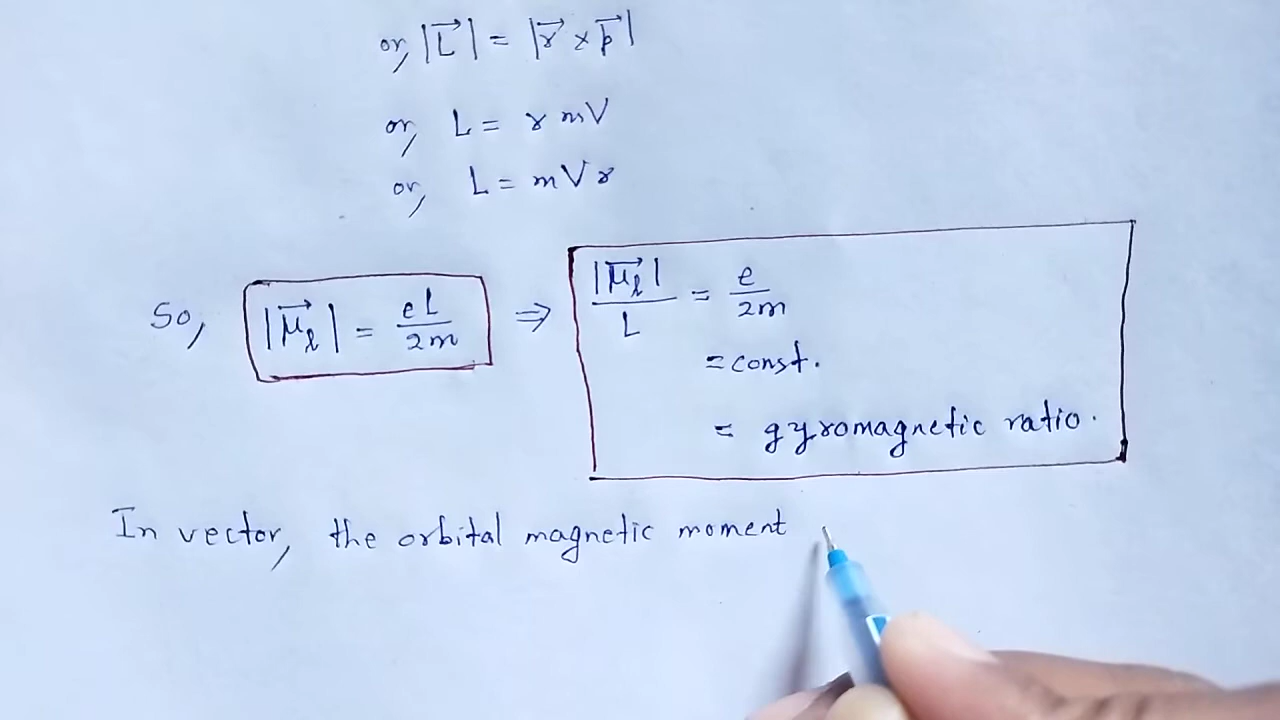 or, |L⃗| = |r⃗ × p⃗|
or, L = r mV
or, L = mVr
So, |μ⃗ₗ| = eL/2m ⇒ |μ⃗ₗ|/L = e/2m
= const.
= gyromagnetic ratio.
In vector, the orbital magnetic moment